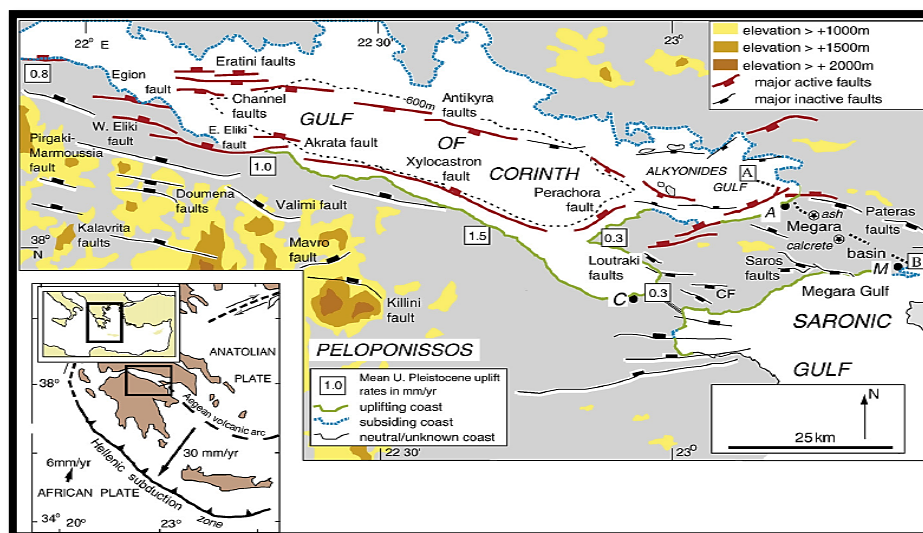 22° E
22 30'
23°
elevation > +1000m
elevation > +1500m
elevation > + 2000m
major active faults
major inactive faults
0.8
Egion
fault
Eratini faults
Channel
faults
600m
Antikyra
fault
GULF
OF
CORINTH
W. Eliki
fault
E. Eliki
fault
Akrata fault
Xylocastron
fault
Perachora
fault
ALKYONIDES
GULF
A
Pirgaki-
Marmoussia
fault
1.0
Doumena
faults
Valimi fault
Kalavrita
faults
38°
N
Mavro
fault
1.5
0.3
Loutraki
faults
A
ash
Megara
calcrete
basin
Pateras
faults
Saros
faults
M
B
Killini
fault
C
0.3
CF
Megara Gulf
SARONIC
GULF
PELOPONISSOS
1.0
Mean U. Pleistocene uplift
rates in mm/yr
uplifting coast
subsiding coast
neutral/unknown coast
N
25km
22 30'
23°
ANATOLIAN
PLATE
38°
Aegean volcanic arc
30 mm/yr
6mm/yr
Hellenic subduction
zone
AFRICAN PLATE
34°
20°
23°